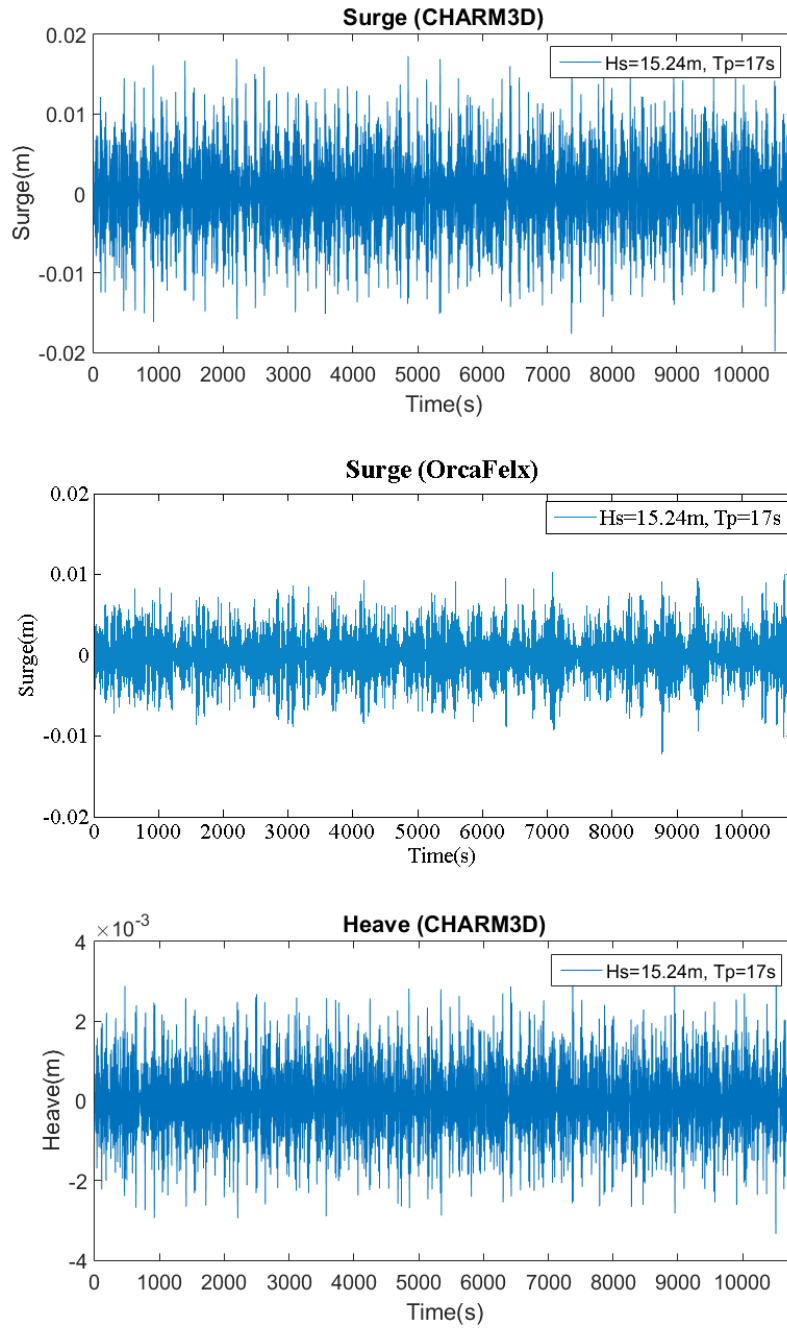 Surge (CHARM3D)
0.02
0.01
0
-0.01
-0.02
Surge(m)
Hs=15.24m, Tp=17s
0 1000 2000 3000 4000 5000 6000 7000 8000 9000 10000
Time(s)
Surge (OrcaFelx)
0.02
0.01
0
-0.01
-0.02
Surge(m)
Hs=15.24m, Tp=17s
0 1000 2000 3000 4000 5000 6000 7000 8000 9000 10000
Time(s)
Heave (CHARM3D)
×10-3
4
2
0
-2
-4
Heave(m)
Hs=15.24m, Tp=17s
0 1000 2000 3000 4000 5000 6000 7000 8000 9000 10000
Time(s)